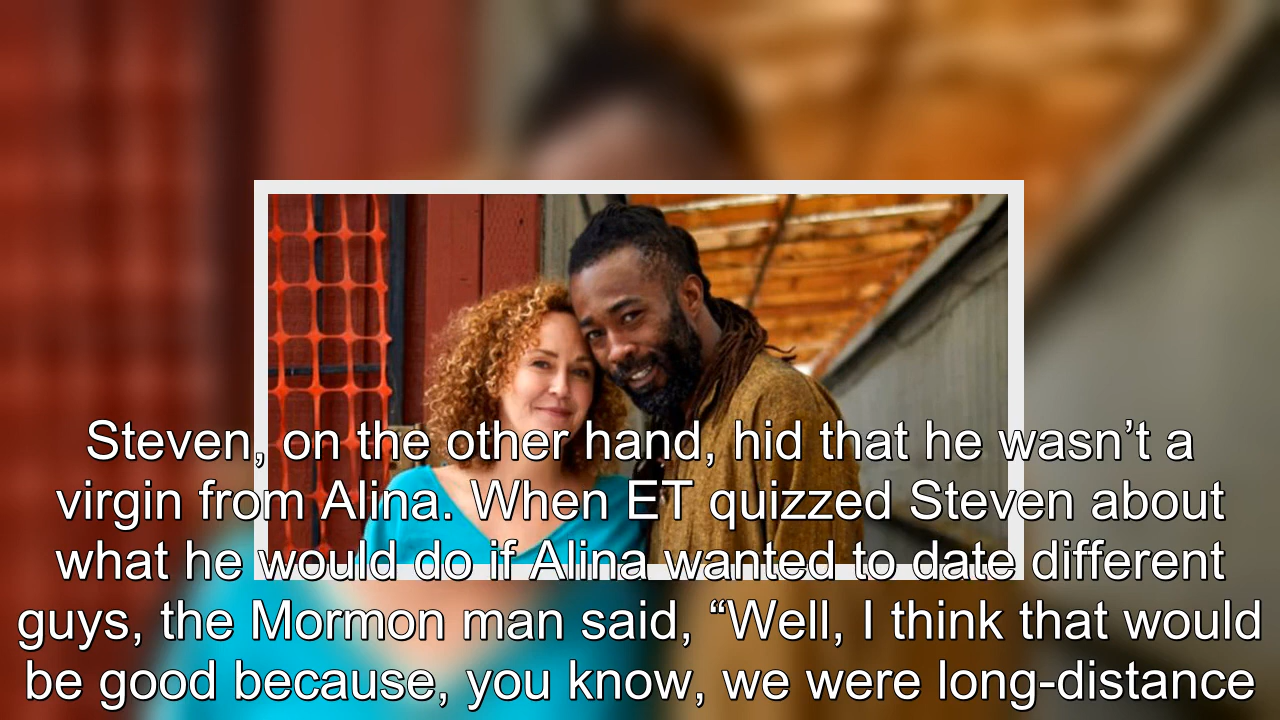 Steven, on the other hand, hid that he wasn’t a
virgin from Alina. When ET quizzed Steven about
what he would do if Alina wanted to date different
guys, the Mormon man said, “Well, I think that would
be good because, you know, we were long-distance